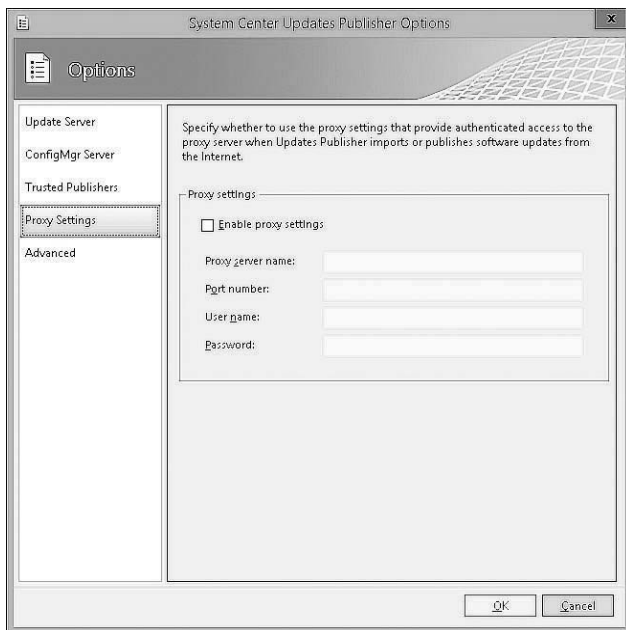 System Center Updates Publisher Options
x
Options
Update Server
ConfigMgr Server
Trusted Publishers
Proxy Settings
Advanced
Specify whether to use the proxy settings that provide authenticated access to the
proxy server when Updates Publisher imports or publishes software updates from
the Internet.
Proxy settings
Enable proxy settings
Proxy server name:
Port number:
User name:
Password:
OK
Cancel